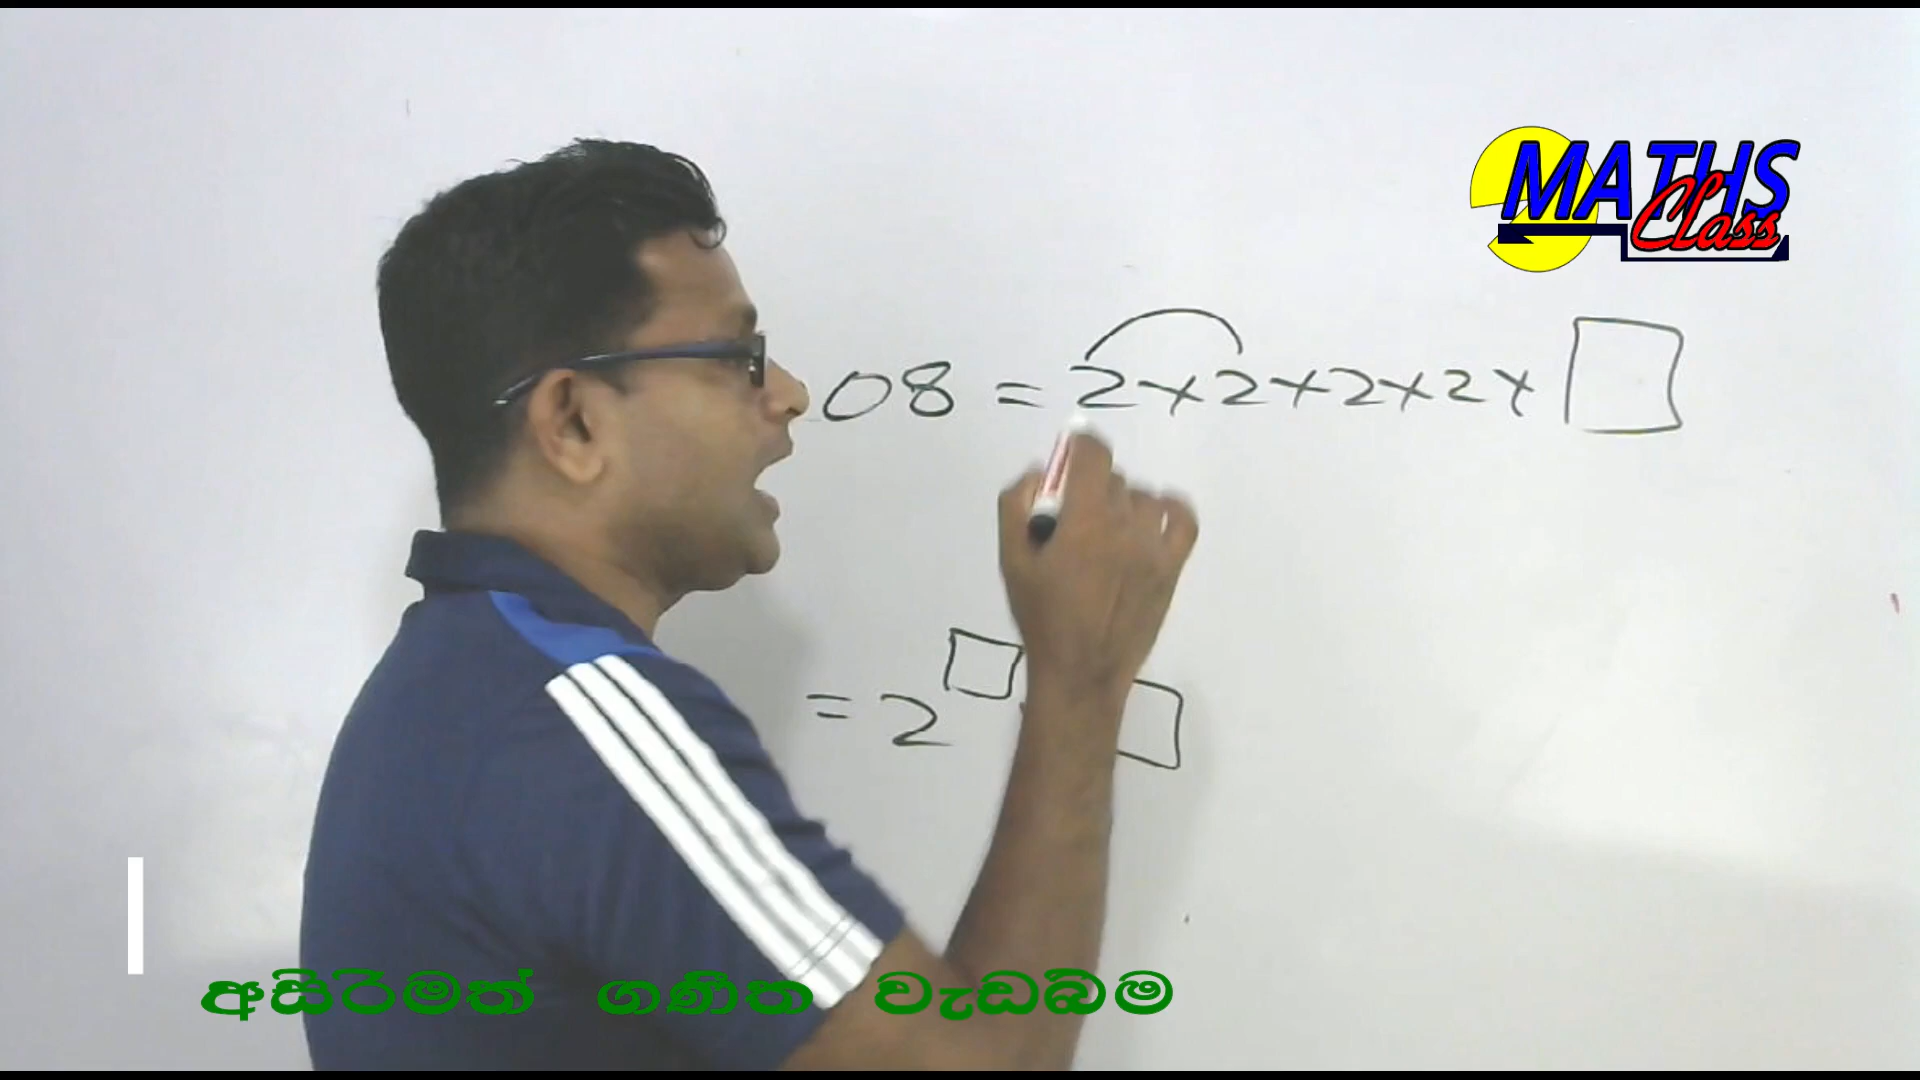 MATHS
Class
08 = 2 × 2 × 2 × 2 × □
= 2^□ □
අසිරිමත් ගණිත වැඩබිම